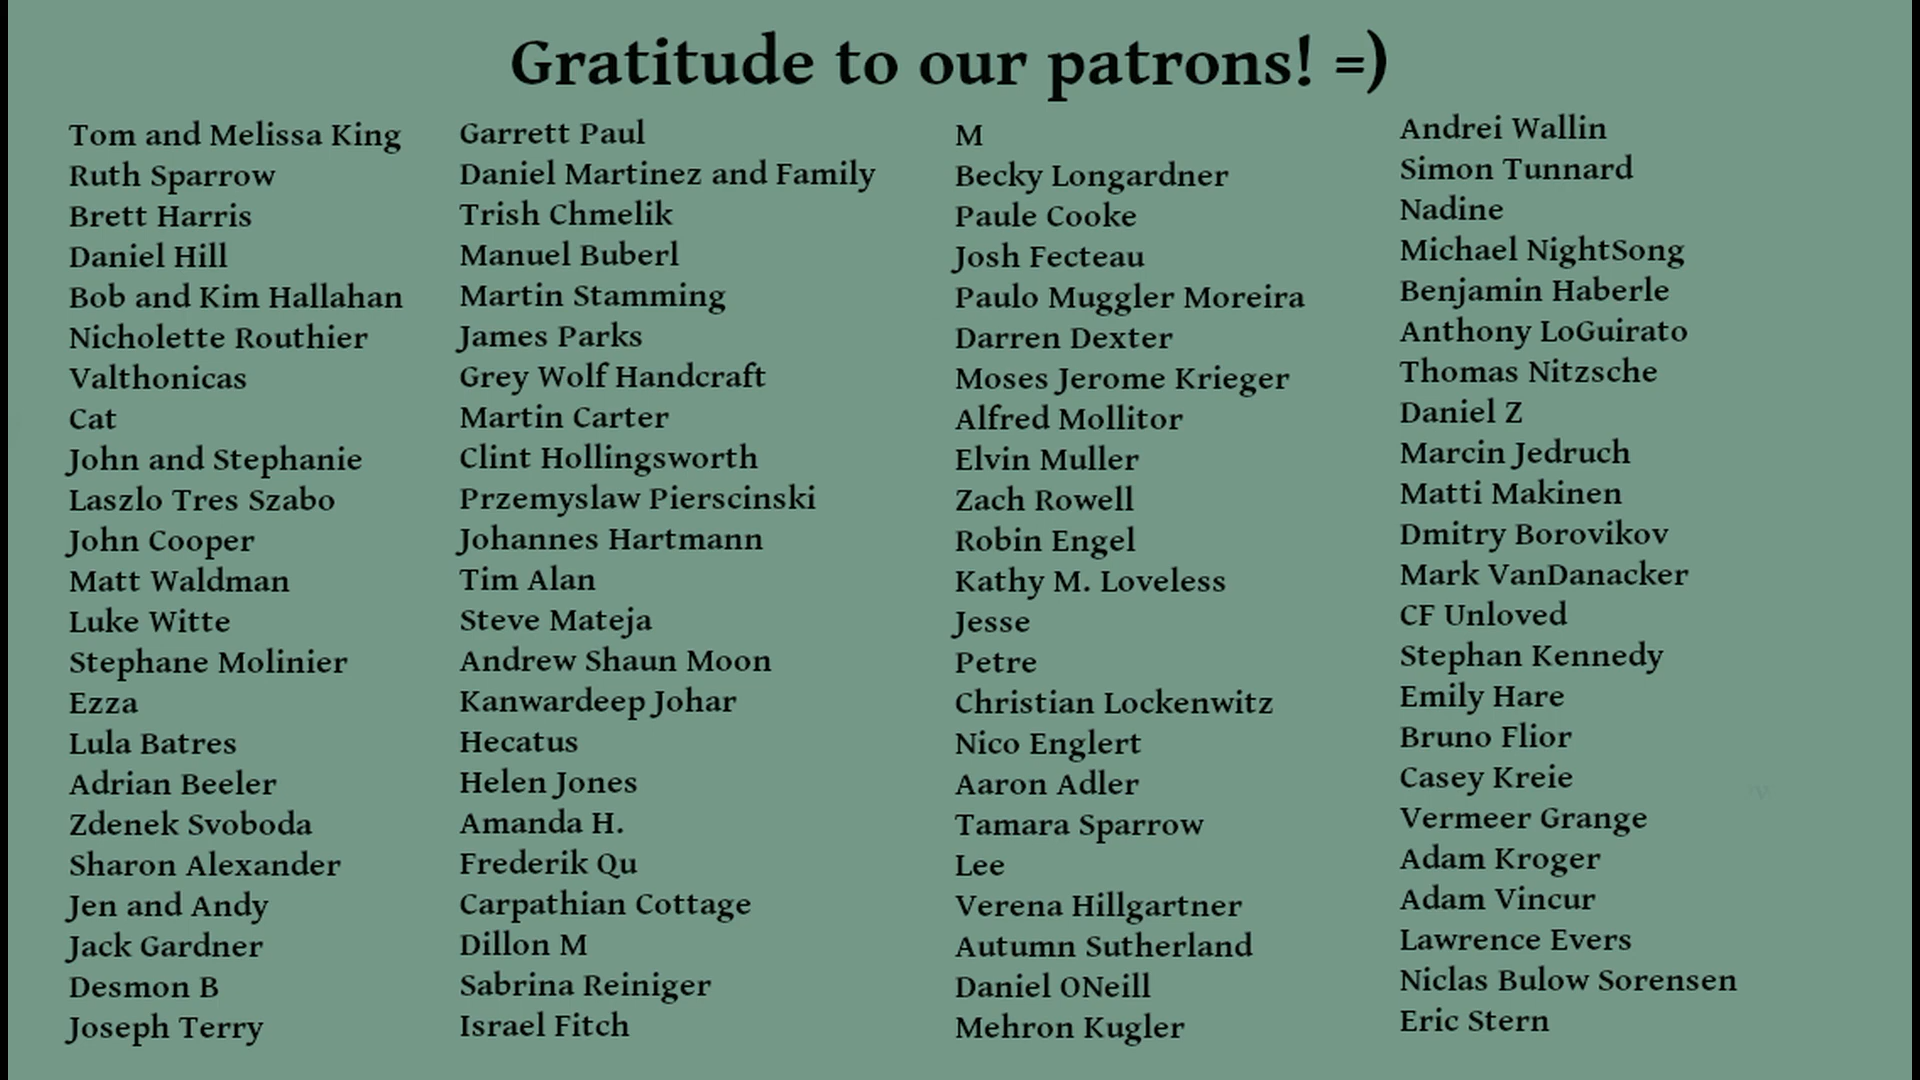 Gratitude to our patrons! =)
Tom and Melissa King
Ruth Sparrow
Brett Harris
Daniel Hill
Bob and Kim Hallahan
Nicholette Routhier
Valthonicas
Cat
John and Stephanie
Laszlo Tres Szabo
John Cooper
Matt Waldman
Luke Witte
Stephane Molinier
Ezza
Lula Batres
Adrian Beeler
Zdenek Svoboda
Sharon Alexander
Jen and Andy
Jack Gardner
Desmon B
Joseph Terry
Garrett Paul
Daniel Martinez and Family
Trish Chmelik
Manuel Buberl
Martin Stamming
James Parks
Grey Wolf Handcraft
Martin Carter
Clint Hollingsworth
Przemyslaw Pierscinski
Johannes Hartmann
Tim Alan
Steve Mateja
Andrew Shaun Moon
Kanwardeep Johar
Hecatus
Helen Jones
Amanda H.
Frederik Qu
Carpathian Cottage
Dillon M
Sabrina Reiniger
Israel Fitch
M
Becky Longardner
Paule Cooke
Josh Fecteau
Paulo Muggler Moreira
Darren Dexter
Moses Jerome Krieger
Alfred Mollitor
Elvin Muller
Zach Rowell
Robin Engel
Kathy M. Loveless
Jesse
Petre
Christian Lockenwitz
Nico Englert
Aaron Adler
Tamara Sparrow
Lee
Verena Hillgartner
Autumn Sutherland
Daniel ONeill
Mehron Kugler
Andrei Wallin
Simon Tunnard
Nadine
Michael NightSong
Benjamin Haberle
Anthony LoGuirato
Thomas Nitzsche
Daniel Z
Marcin Jedruch
Matti Makinen
Dmitry Borovikov
Mark VanDanacker
CF Unloved
Stephan Kennedy
Emily Hare
Bruno Flior
Casey Kreie
Vermeer Grange
Adam Kroger
Adam Vincur
Lawrence Evers
Niclas Bulow Sorensen
Eric Stern